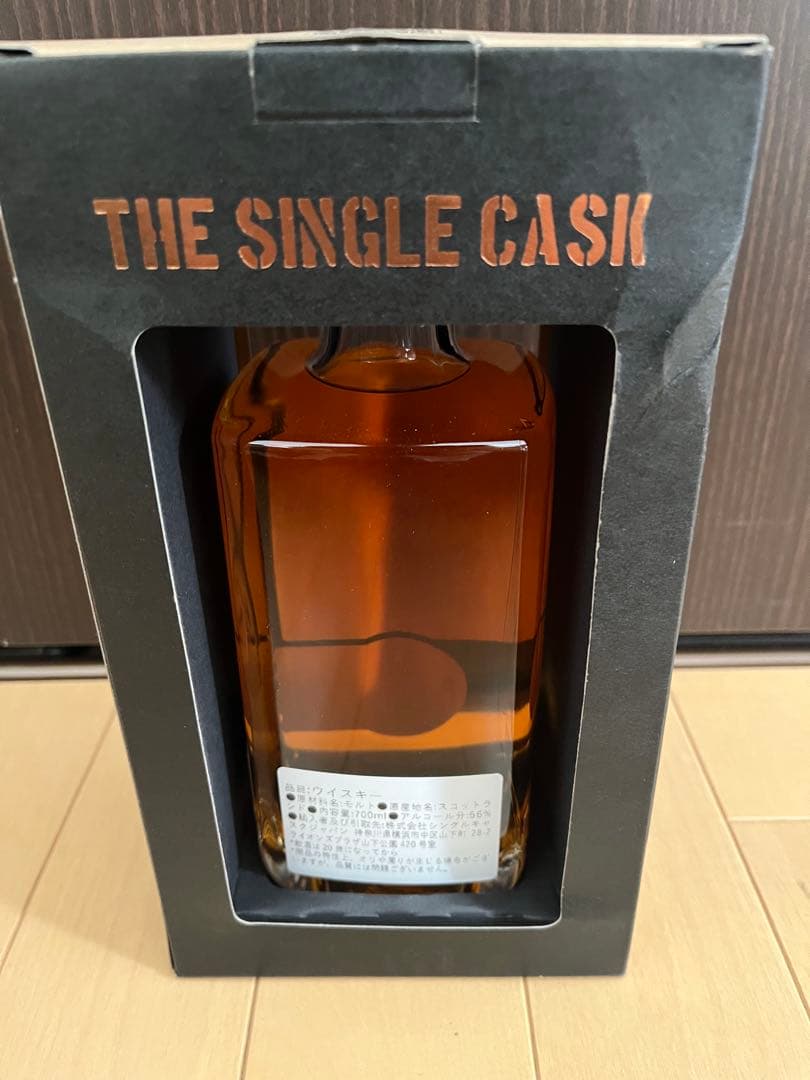 THE SINGLE CASK
品目:ウイスキー
●原材料名:モルト●原産地名:スコットラ
ンド●内容量:700ml●アルコール分:56%
●輸入者及び引取先:株式会社シングルキャ
スクジャパン 神奈川県横浜市中区山下町 28-2
ライオンズプラザ山下公園 420 号室
*飲酒は20歳になってから
*商品の特性上、オリや濁りが生じる場合がござ
いますが、品質には問題ございません。